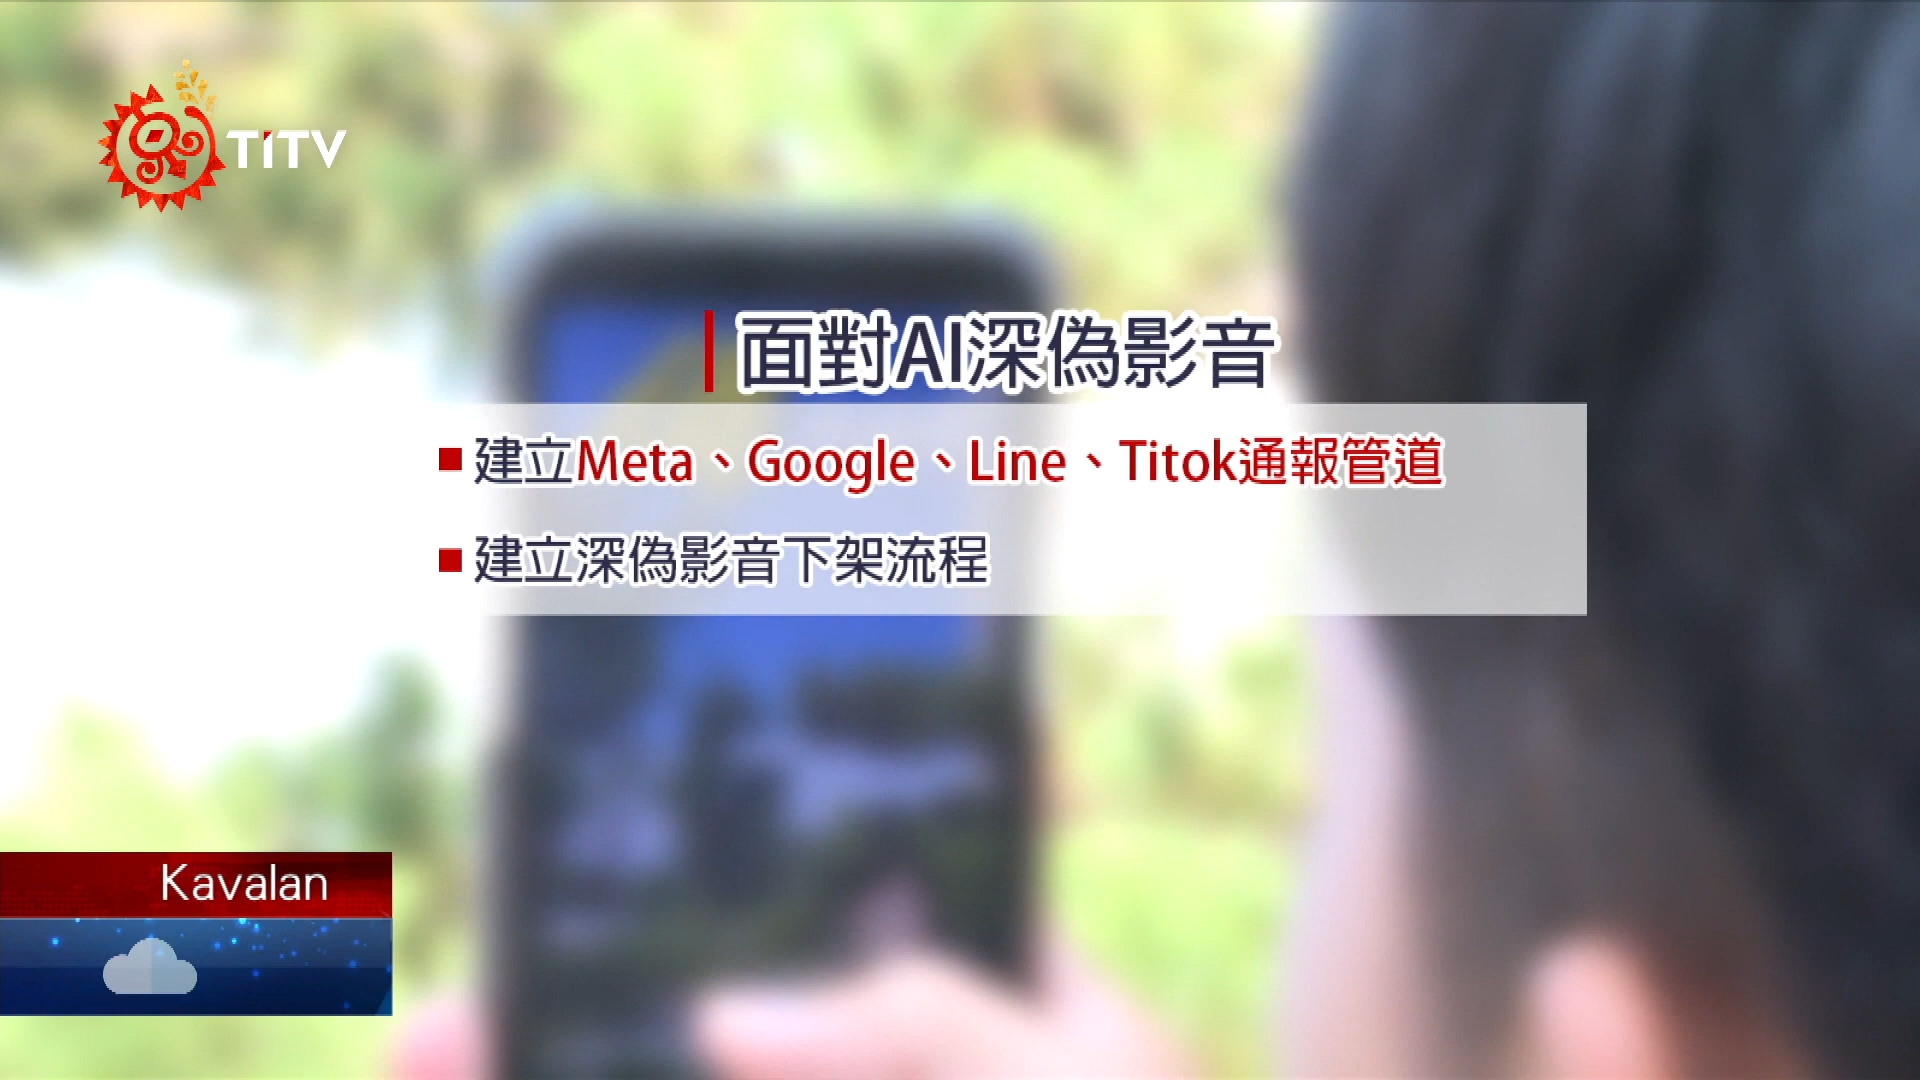 TiTV
面對AI深偽影音
建立Meta、Google、Line、Titok通報管道
建立深偽影音下架流程
Kavalan